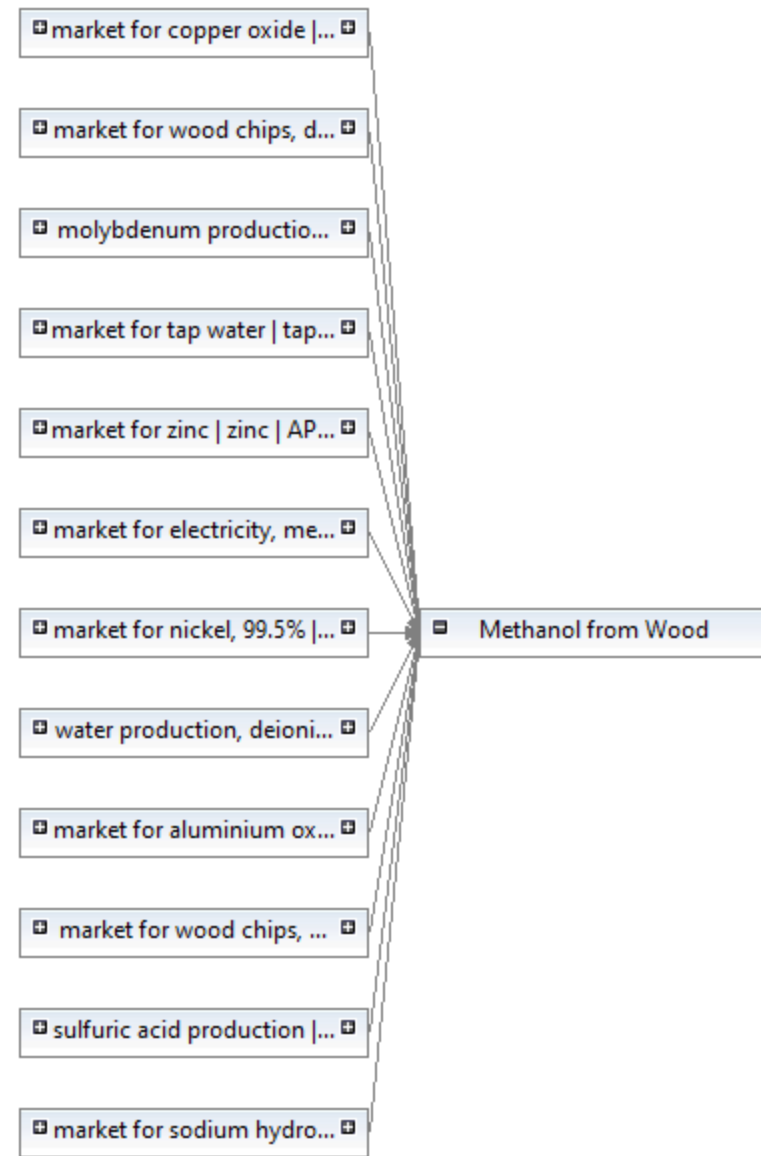 market for copper oxide |...
market for wood chips, d...
molybdenum productio...
market for tap water | tap...
market for zinc | zinc | AP...
market for electricity, me...
market for nickel, 99.5% |...
Methanol from Wood
water production, deioni...
market for aluminium ox...
market for wood chips, ...
sulfuric acid production |...
market for sodium hydro...